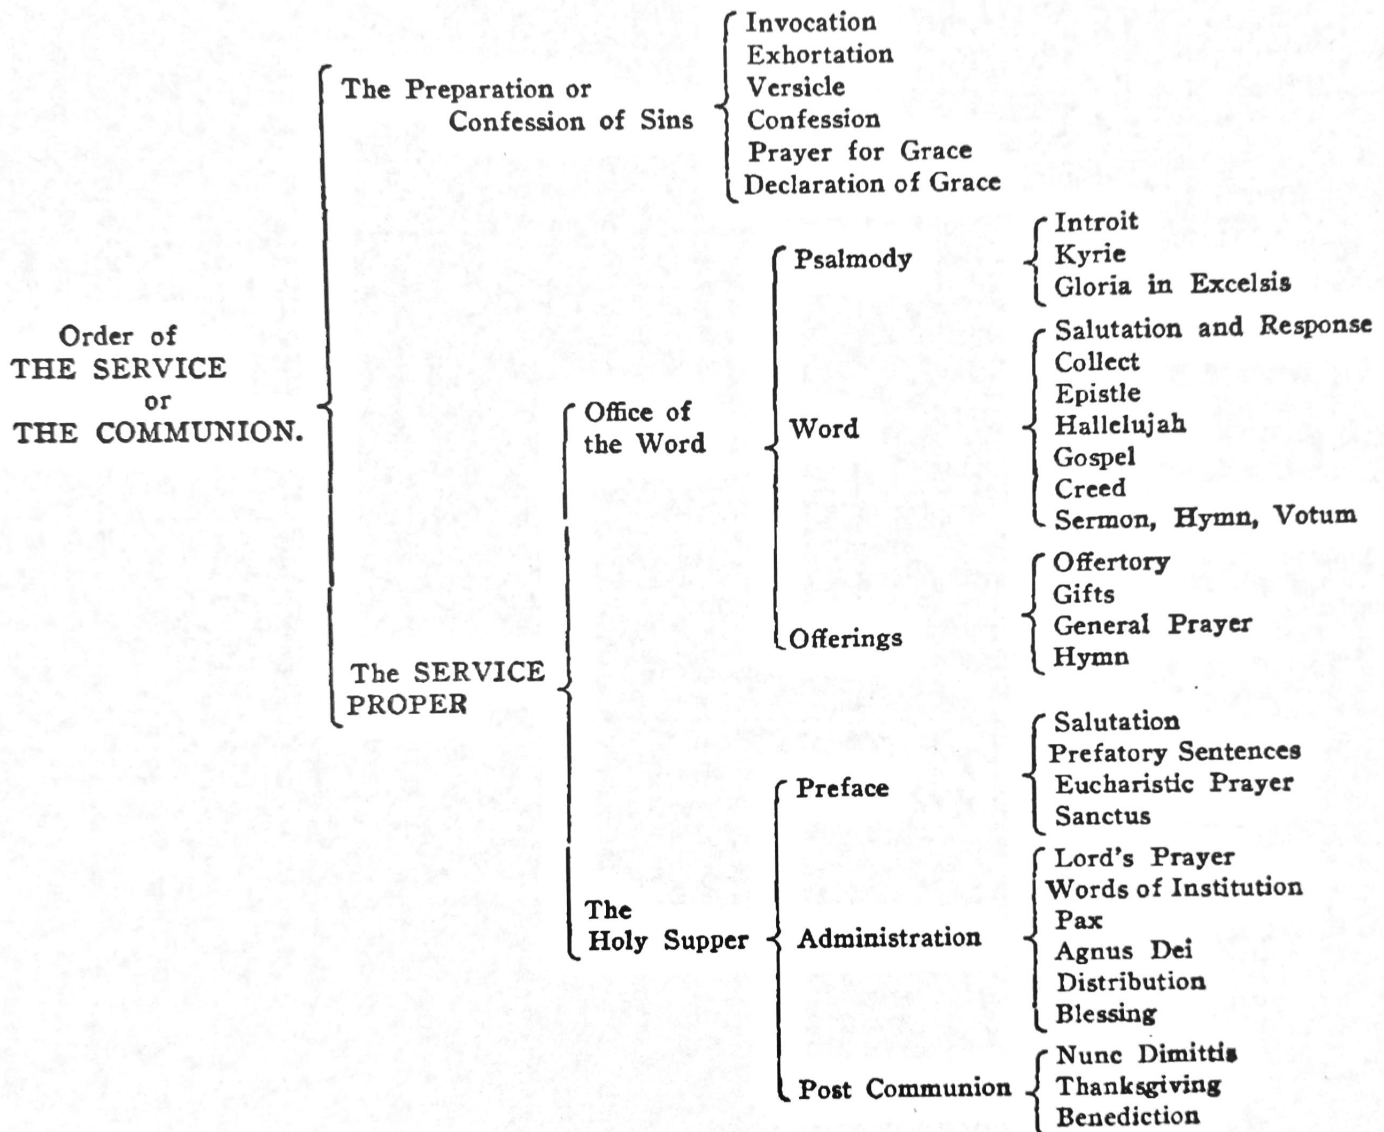 Order of
THE SERVICE
or
THE COMMUNION.
The Preparation or
Confession of Sins
Invocation
Exhortation
Versicle
Confession
Prayer for Grace
Declaration of Grace
The SERVICE
PROPER
Office of
the Word
Psalmody
Introit
Kyrie
Gloria in Excelsis
Word
Salutation and Response
Collect
Epistle
Hallelujah
Gospel
Creed
Sermon, Hymn, Votum
Offerings
Offertory
Gifts
General Prayer
Hymn
The
Holy Supper
Preface
Salutation
Prefatory Sentences
Eucharistic Prayer
Sanctus
Administration
Lord's Prayer
Words of Institution
Pax
Agnus Dei
Distribution
Blessing
Post Communion
Nunc Dimittis
Thanksgiving
Benediction